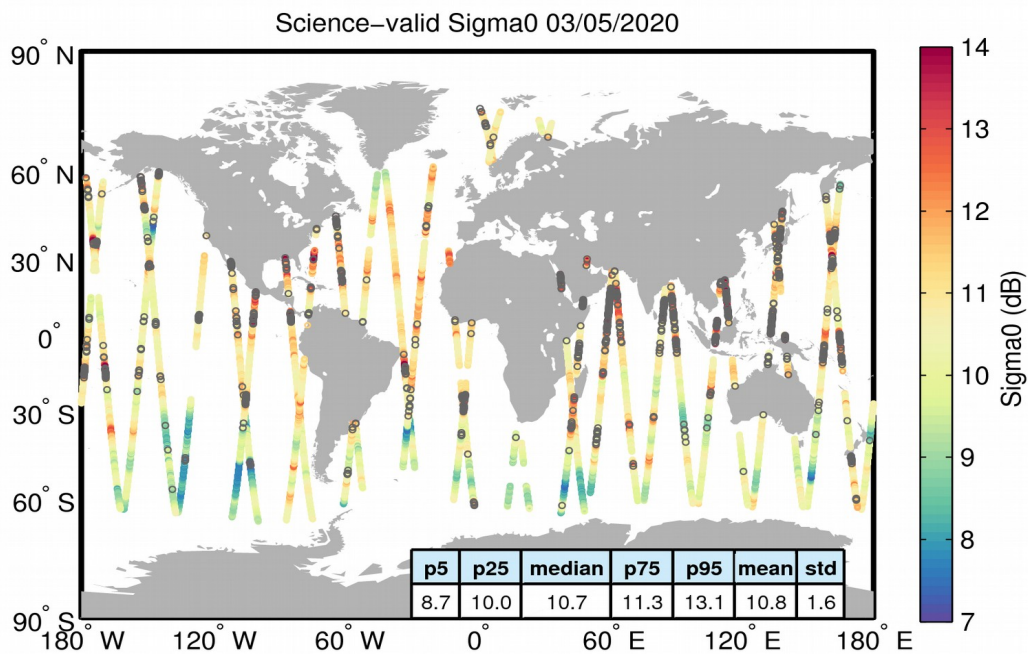 Science−valid Sigma0 03/05/2020
90° N
60° N
30° N
0°
30° S
60° S
90° S
180° W
120° W
60° W
0°
60° E
120° E
180° E
14
13
12
11
10
9
8
7
Sigma0 (dB)
p5 p25 median p75 p95 mean std
8.7 10.0 10.7 11.3 13.1 10.8 1.6